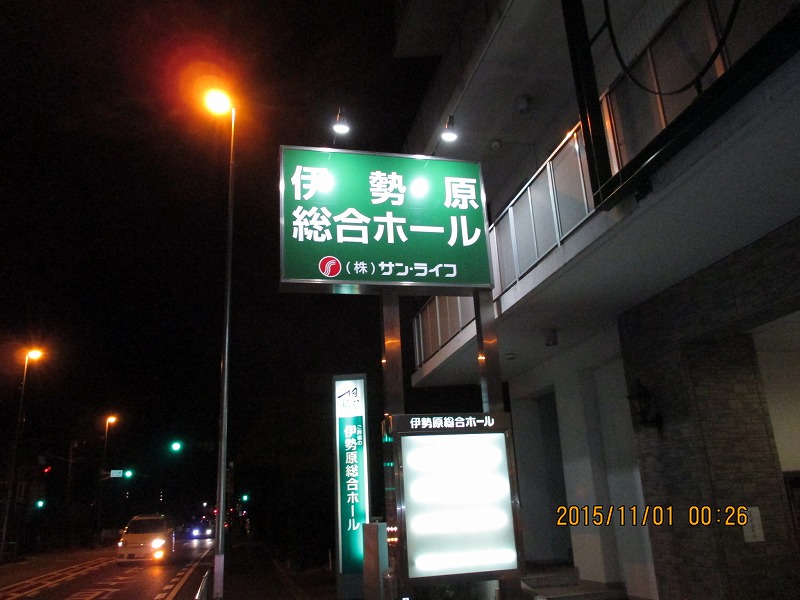 伊勢原
総合ホール
(株)サン・ライフ
伊勢原総合ホール
伊勢原総合ホール
2015/11/01 00:26